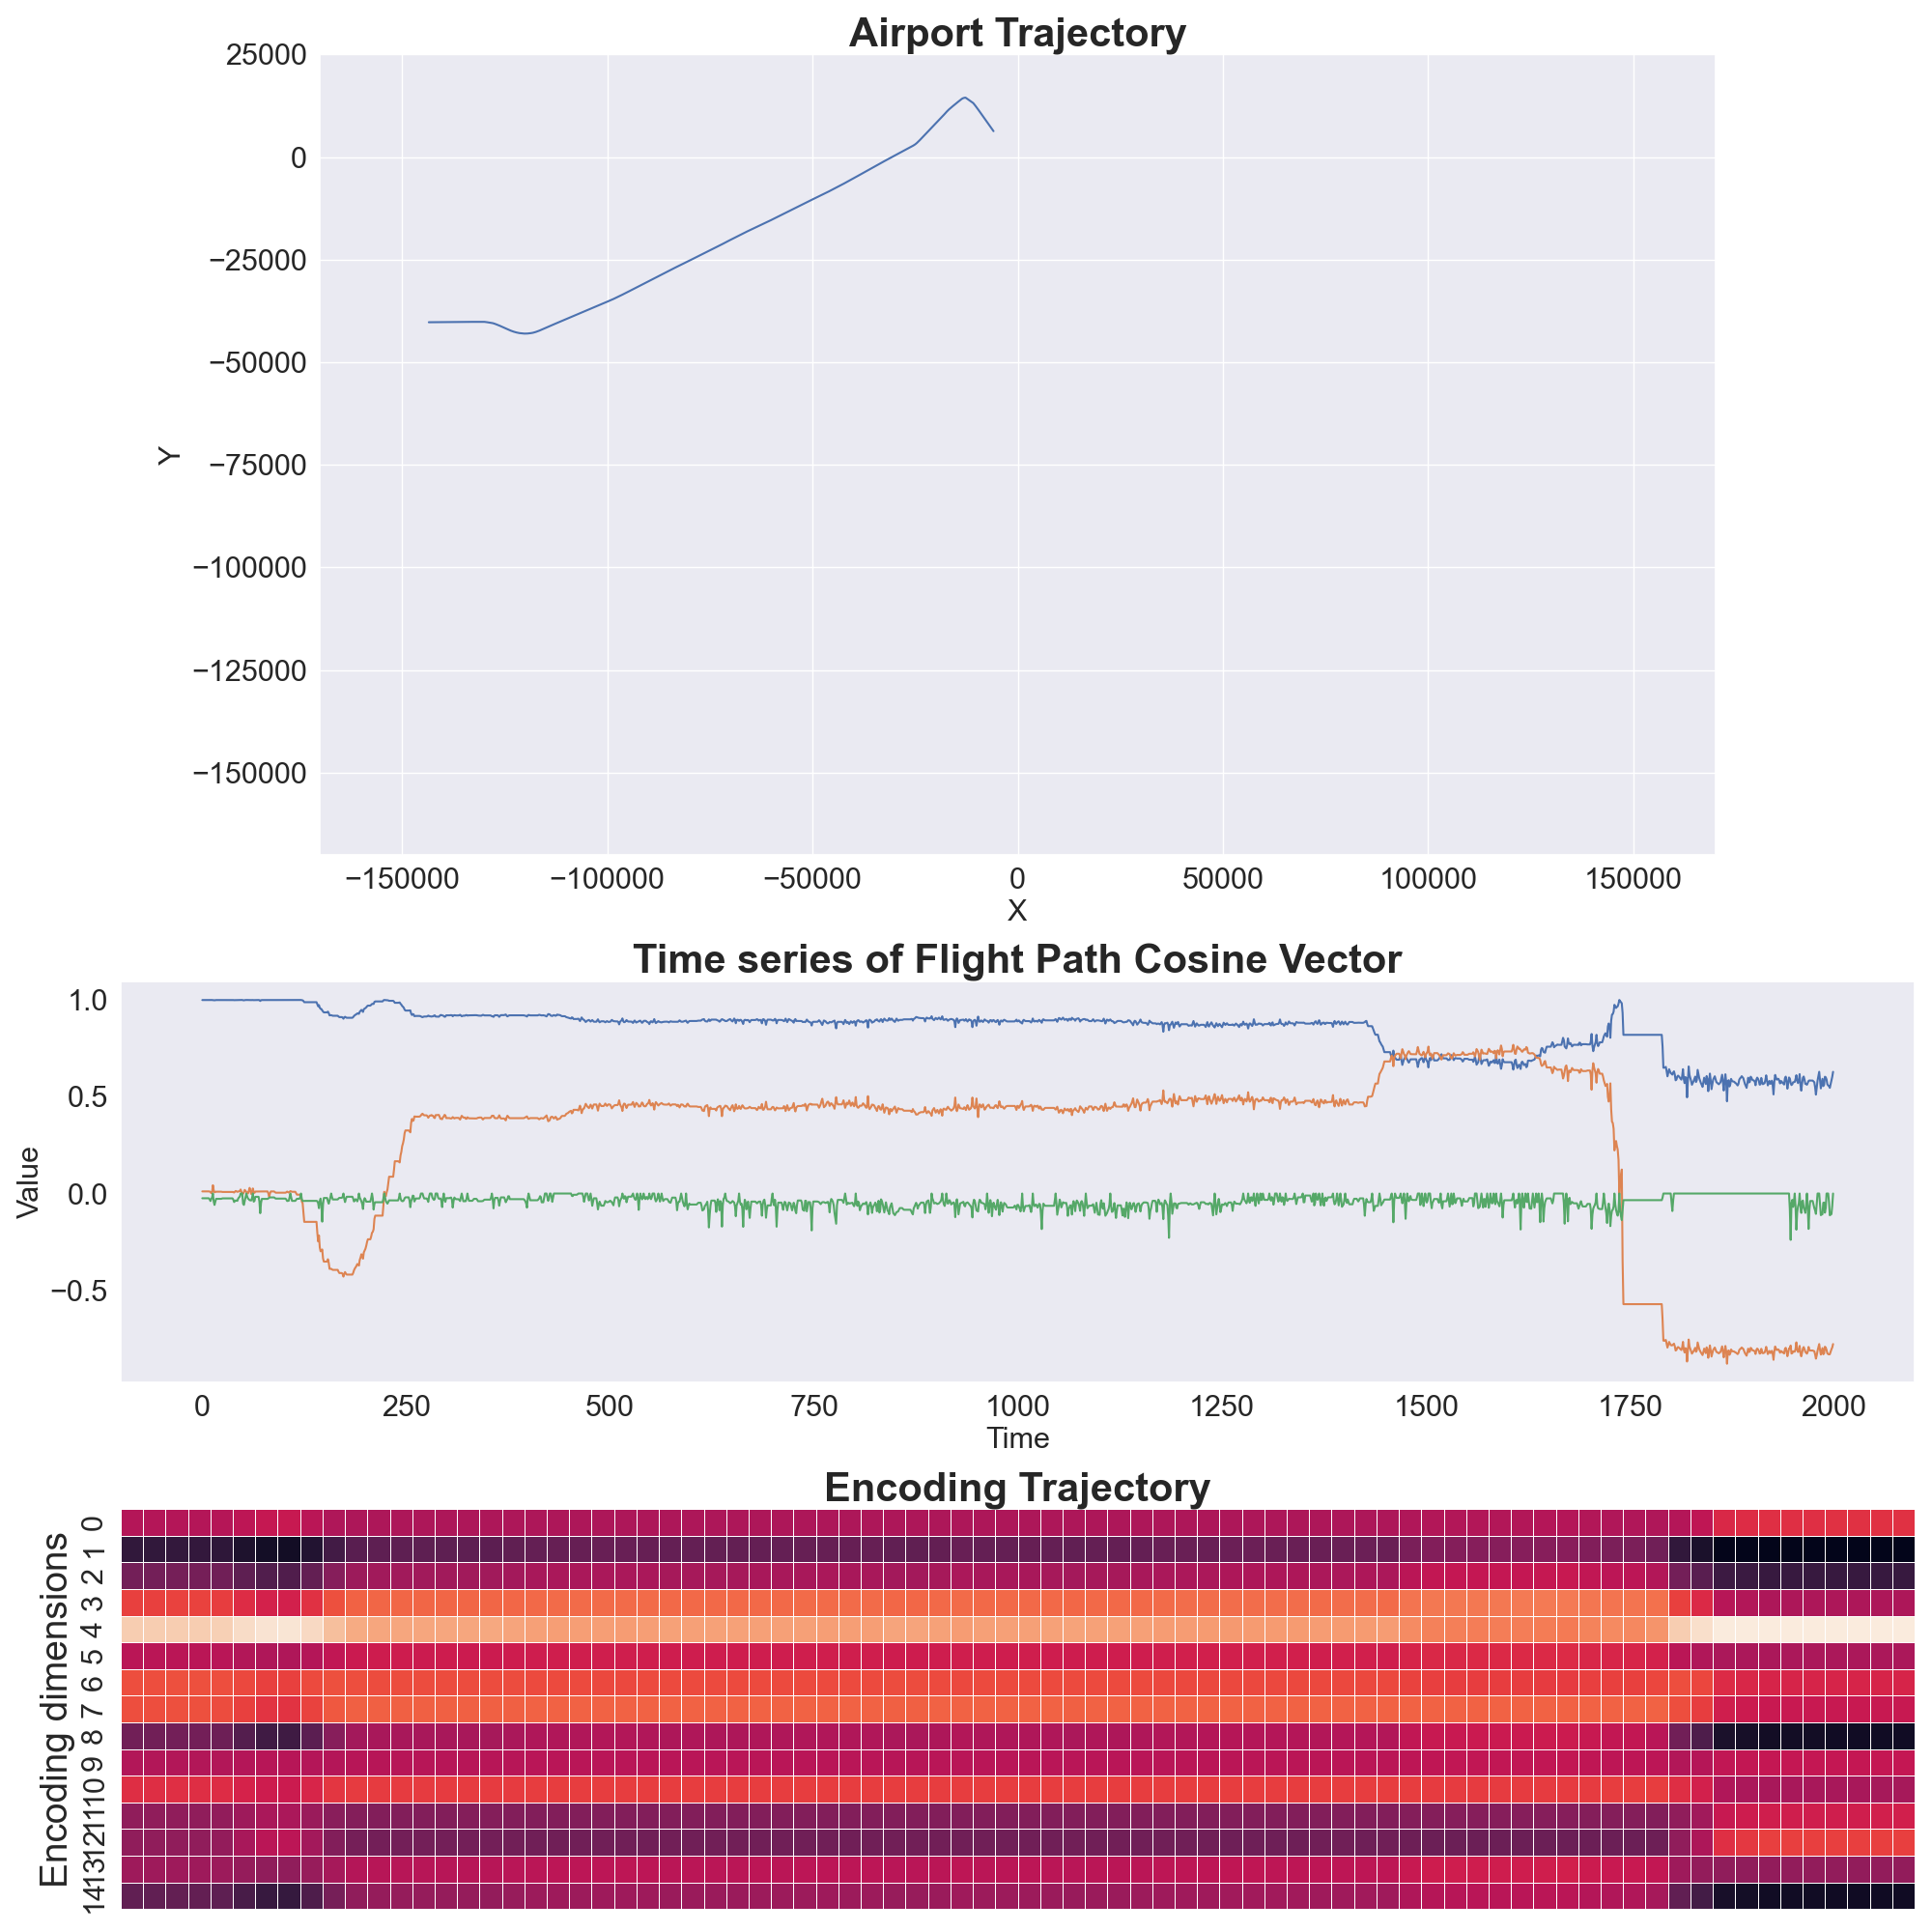 Airport Trajectory
25000
0
−25000
−50000
−75000
−100000
−125000
−150000
Y
−150000 −100000 −50000 0 50000 100000 150000
X
Time series of Flight Path Cosine Vector
1.0
0.5
0.0
−0.5
Value
0 250 500 750 1000 1250 1500 1750 2000
Time
Encoding Trajectory
Encoding dimensions
0
1
2
3
4
5
6
7
8
9
10
11
12
13
14